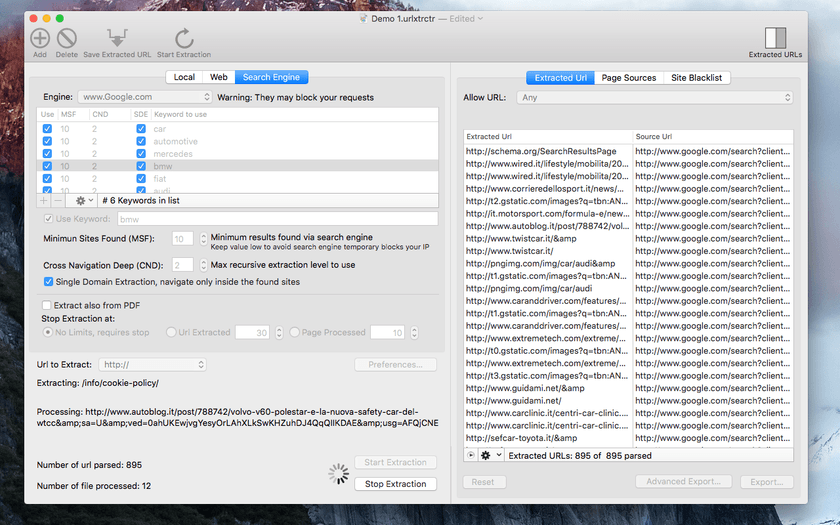 Demo 1.urlxtrctr — Edited
Add Delete Save Extracted URL Start Extraction
Extracted URLs
Local Web Search Engine
Engine: www.Google.com Warning: They may block your requests
Use MSF CND SDE Keyword to use
10 2 car
10 2 automotive
10 2 mercedes
10 2 bmw
10 2 fiat
10 2 audi
# 6 Keywords in list
Use Keyword: bmw
Minimun Sites Found (MSF): 10 Minimum results found via search engine
Keep value low to avoid search engine temporary blocks your IP
Cross Navigation Deep (CND): 2 Max recursive extraction level to use
Single Domain Extraction, navigate only inside the found sites
Extract also from PDF
Stop Extraction at:
No Limits, requires stop Url Extracted 30 Page Processed 10
Url to Extract: http:// Preferences...
Extracting: /info/cookie-policy/
Processing: http://www.autoblog.it/post/788742/volvo-v60-polestar-e-la-nuova-safety-car-del-
wtcc&amp;sa=U&amp;ved=0ahUKEwjvgYesyOrLAhXLkSwKHZuhDJ4QqQIIKDAE&amp;usg=AFQjCNE
Number of url parsed: 895
Start Extraction
Number of file processed: 12
Stop Extraction
Extracted Url Page Sources Site Blacklist
Allow URL: Any
Extracted Url Source Url
http://schema.org/SearchResultsPage http://www.google.com/search?client...
http://www.wired.it/lifestyle/mobilita/20... http://www.google.com/search?client...
http://www.wired.it/lifestyle/mobilita/20... http://www.google.com/search?client...
http://www.corrieredellosport.it/news/... http://www.google.com/search?client...
http://t2.gstatic.com/images?q=tbn:AN... http://www.google.com/search?client...
http://it.motorsport.com/formula-e/new... http://www.google.com/search?client...
http://www.autoblog.it/post/788742/vol... http://www.google.com/search?client...
http://www.twistcar.it/&amp http://www.google.com/search?client...
http://www.twistcar.it/ http://www.google.com/search?client...
http://pngimg.com/img/car/audi&amp http://www.google.com/search?client...
http://t1.gstatic.com/images?q=tbn:AN... http://www.google.com/search?client...
http://pngimg.com/img/car/audi http://www.google.com/search?client...
http://www.caranddriver.com/features/... http://www.google.com/search?client...
http://t1.gstatic.com/images?q=tbn:AN... http://www.google.com/search?client...
http://www.caranddriver.com/features/... http://www.google.com/search?client...
http://www.extremetech.com/extreme/... http://www.google.com/search?client...
http://t0.gstatic.com/images?q=tbn:AN... http://www.google.com/search?client...
http://www.extremetech.com/extreme/... http://www.google.com/search?client...
http://t3.gstatic.com/images?q=tbn:AN... http://www.google.com/search?client...
http://www.guidami.net/&amp http://www.google.com/search?client...
http://www.guidami.net/ http://www.google.com/search?client...
http://www.carclinic.it/centri-car-clinic.... http://www.google.com/search?client...
http://www.carclinic.it/centri-car-clinic.... http://www.google.com/search?client...
http://sefcar-toyota.it/&amp http://www.google.com/search?client...
Extracted URLs: 895 of 895 parsed
Reset Advanced Export... Export...